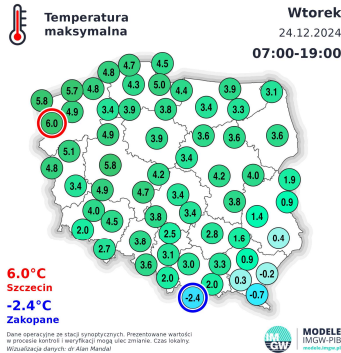 Temperatura
maksymalna
Wtorek
24.12.2024
07:00-19:00
4.8 4.7 4.5
5.8 5.7 4.8 4.3 5.0 4.4 3.9 3.1
6.0 4.9 3.4 3.9 3.8 3.4 3.3
4.9 3.9 3.6 3.6 3.6
5.1 3.4
4.8 5.8 4.2 4.2 4.0 1.9
3.4 4.9 4.7 3.4 3.8 0.9
4.0 4.5 3.8 3.4 1.4
2.0 2.5 2.8 1.6 0.4
2.7 3.8 3.1
3.6 3.0 3.3 0.9 -0.2
2.0 2.0 0.3
-2.4 -0.7
6.0°C
Szczecin
-2.4°C
Zakopane
Dane operacyjne ze stacji synoptycznych. Prezentowane wartości
w procesie kontroli i weryfikacji mogą ulec zmianie. Czas lokalny.
Wizualizacja danych: dr Alan Mandal
IM
GW
MODELE
IMGW-PIB
modele.imgw.pl